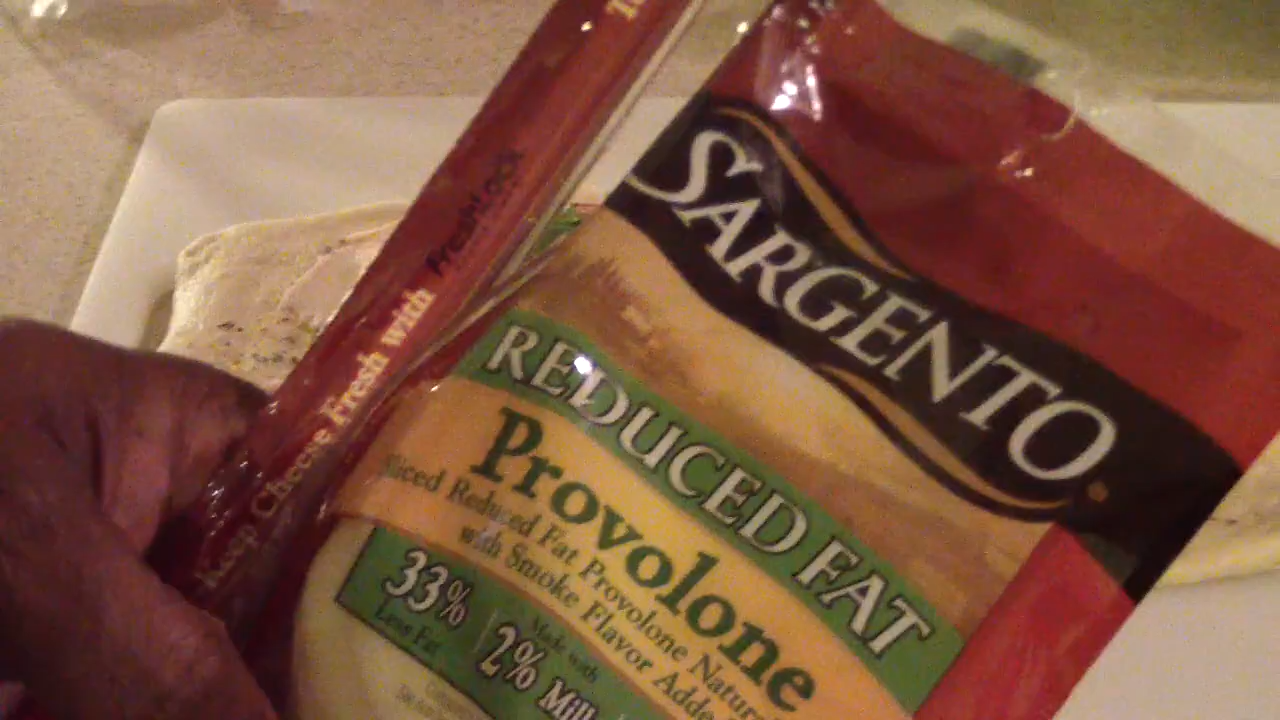 Keep Cheese Fresh with FreshLock
SARGENTO
REDUCED FAT
Provolone
Sliced Reduced Fat Provolone Natural
with Smoke Flavor Added
33%
Less Fat
Made with
2% Milk